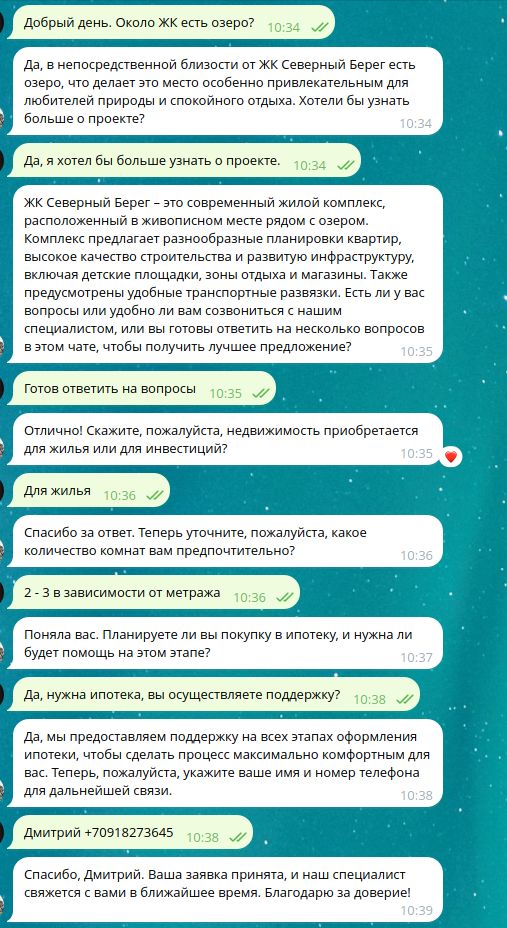 Добрый день. Около ЖК есть озеро? 10:34
Да, в непосредственной близости от ЖК Северный Берег есть
озеро, что делает это место особенно привлекательным для
любителей природы и спокойного отдыха. Хотели бы узнать
больше о проекте? 10:34
Да, я хотел бы больше узнать о проекте. 10:34
ЖК Северный Берег – это современный жилой комплекс,
расположенный в живописном месте рядом с озером.
Комплекс предлагает разнообразные планировки квартир,
высокое качество строительства и развитую инфраструктуру,
включая детские площадки, зоны отдыха и магазины. Также
предусмотрены удобные транспортные развязки. Есть ли у вас
вопросы или удобно ли вам созвониться с нашим
специалистом, или вы готовы ответить на несколько вопросов
в этом чате, чтобы получить лучшее предложение? 10:35
Готов ответить на вопросы 10:35
Отлично! Скажите, пожалуйста, недвижимость приобретается
для жилья или для инвестиций? 10:35
Для жилья 10:36
Спасибо за ответ. Теперь уточните, пожалуйста, какое
количество комнат вам предпочтительно? 10:36
2 - 3 в зависимости от метража 10:36
Поняла вас. Планируете ли вы покупку в ипотеку, и нужна ли
будет помощь на этом этапе? 10:37
Да, нужна ипотека, вы осуществляете поддержку? 10:38
Да, мы предоставляем поддержку на всех этапах оформления
ипотеки, чтобы сделать процесс максимально комфортным для
вас. Теперь, пожалуйста, укажите ваше имя и номер телефона
для дальнейшей связи. 10:38
Дмитрий +70918273645 10:38
Спасибо, Дмитрий. Ваша заявка принята, и наш специалист
свяжется с вами в ближайшее время. Благодарю за доверие!
10:39